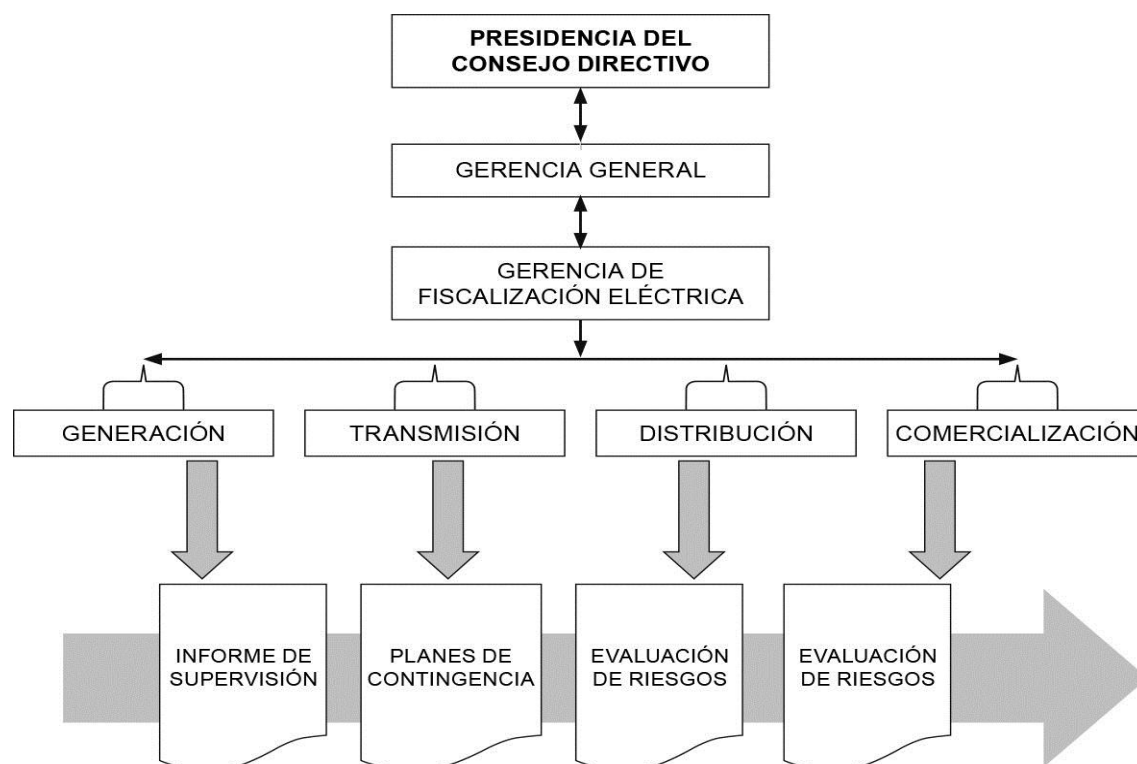 PRESIDENCIA DEL
CONSEJO DIRECTIVO
GERENCIA GENERAL
GERENCIA DE
FISCALIZACIÓN ELÉCTRICA
GENERACIÓN
TRANSMISIÓN
DISTRIBUCIÓN
COMERCIALIZACIÓN
INFORME DE
SUPERVISIÓN
PLANES DE
CONTINGENCIA
EVALUACIÓN
DE RIESGOS
EVALUACIÓN
DE RIESGOS